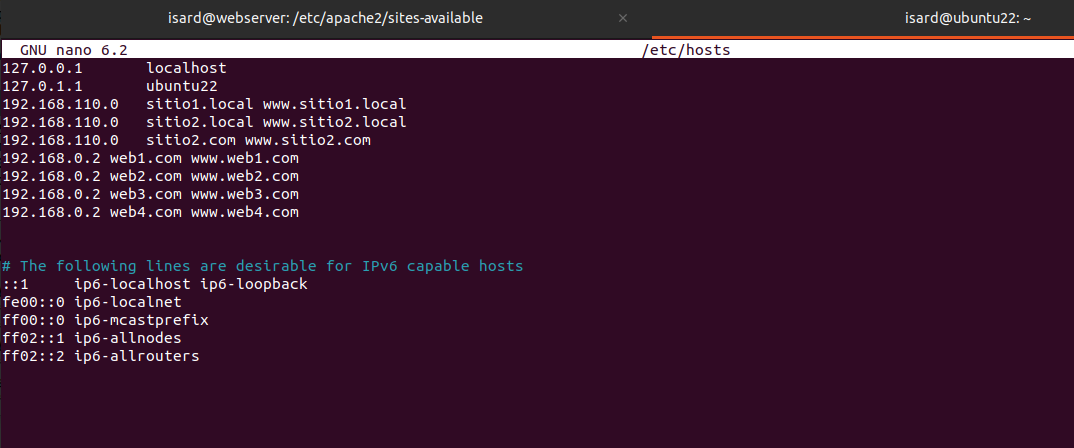 isard@webserver: /etc/apache2/sites-available × isard@ubuntu22: ~
GNU nano 6.2 /etc/hosts
127.0.0.1 localhost
127.0.1.1 ubuntu22
192.168.110.0 sitio1.local www.sitio1.local
192.168.110.0 sitio2.local www.sitio2.local
192.168.110.0 sitio2.com www.sitio2.com
192.168.0.2 web1.com www.web1.com
192.168.0.2 web2.com www.web2.com
192.168.0.2 web3.com www.web3.com
192.168.0.2 web4.com www.web4.com
# The following lines are desirable for IPv6 capable hosts
::1 ip6-localhost ip6-loopback
fe00::0 ip6-localnet
ff00::0 ip6-mcastprefix
ff02::1 ip6-allnodes
ff02::2 ip6-allrouters